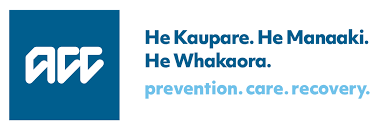 acc
He Kaupare. He Manaaki.
He Whakaora.
prevention. care. recovery.